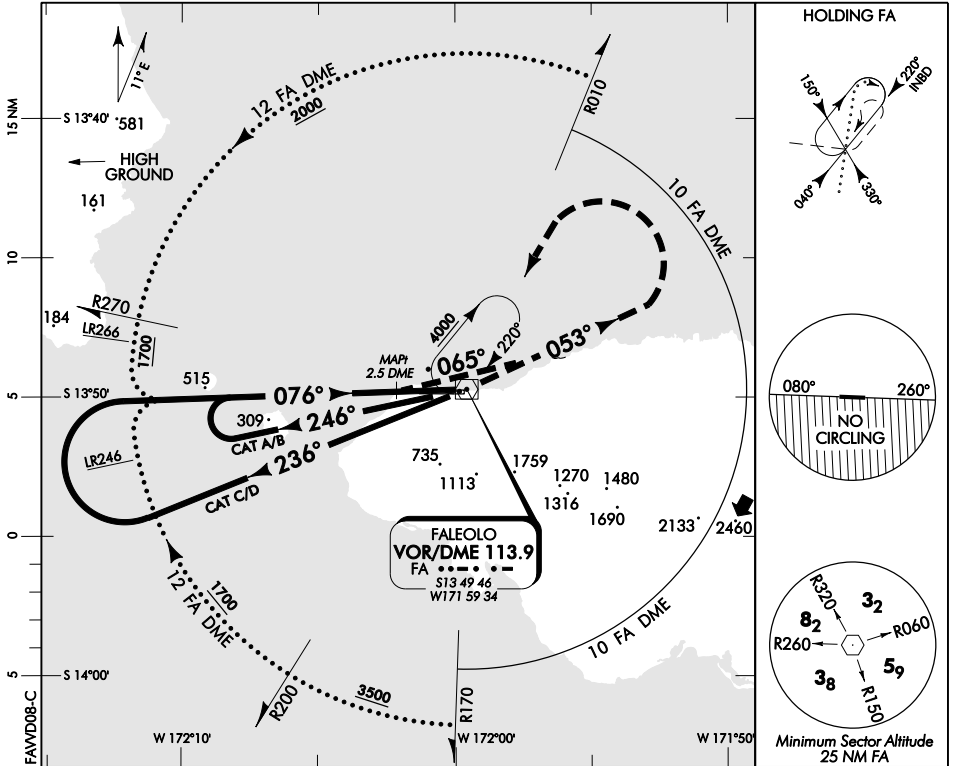 HOLDING FA
11°E
15 NM
S 13°40'
581
HIGH
GROUND
161
12 FA DME
2000
R010
10 FA DME
150°
220°
INBD
040°
330°
10
184
R270
LR266
1700
4000
220°
053°
065°
MAPt
2.5 DME
515
S 13°50'
5
076°
309
246°
CAT A/B
236°
CAT C/D
LR246
080°
260°
NO
CIRCLING
735
1113
1759
1270
1316
1480
1690
2133
2460
0
FALEOLO
VOR/DME 113.9
FA
S13 49 46
W171 59 34
12 FA DME
1700
10 FA DME
R320
32
82
R060
R260
59
38
R150
5
S 14°00'
R200
3500
R170
FAWD08-C
W 172°10'
W 172°00'
W 171°50'
Minimum Sector Altitude
25 NM FA